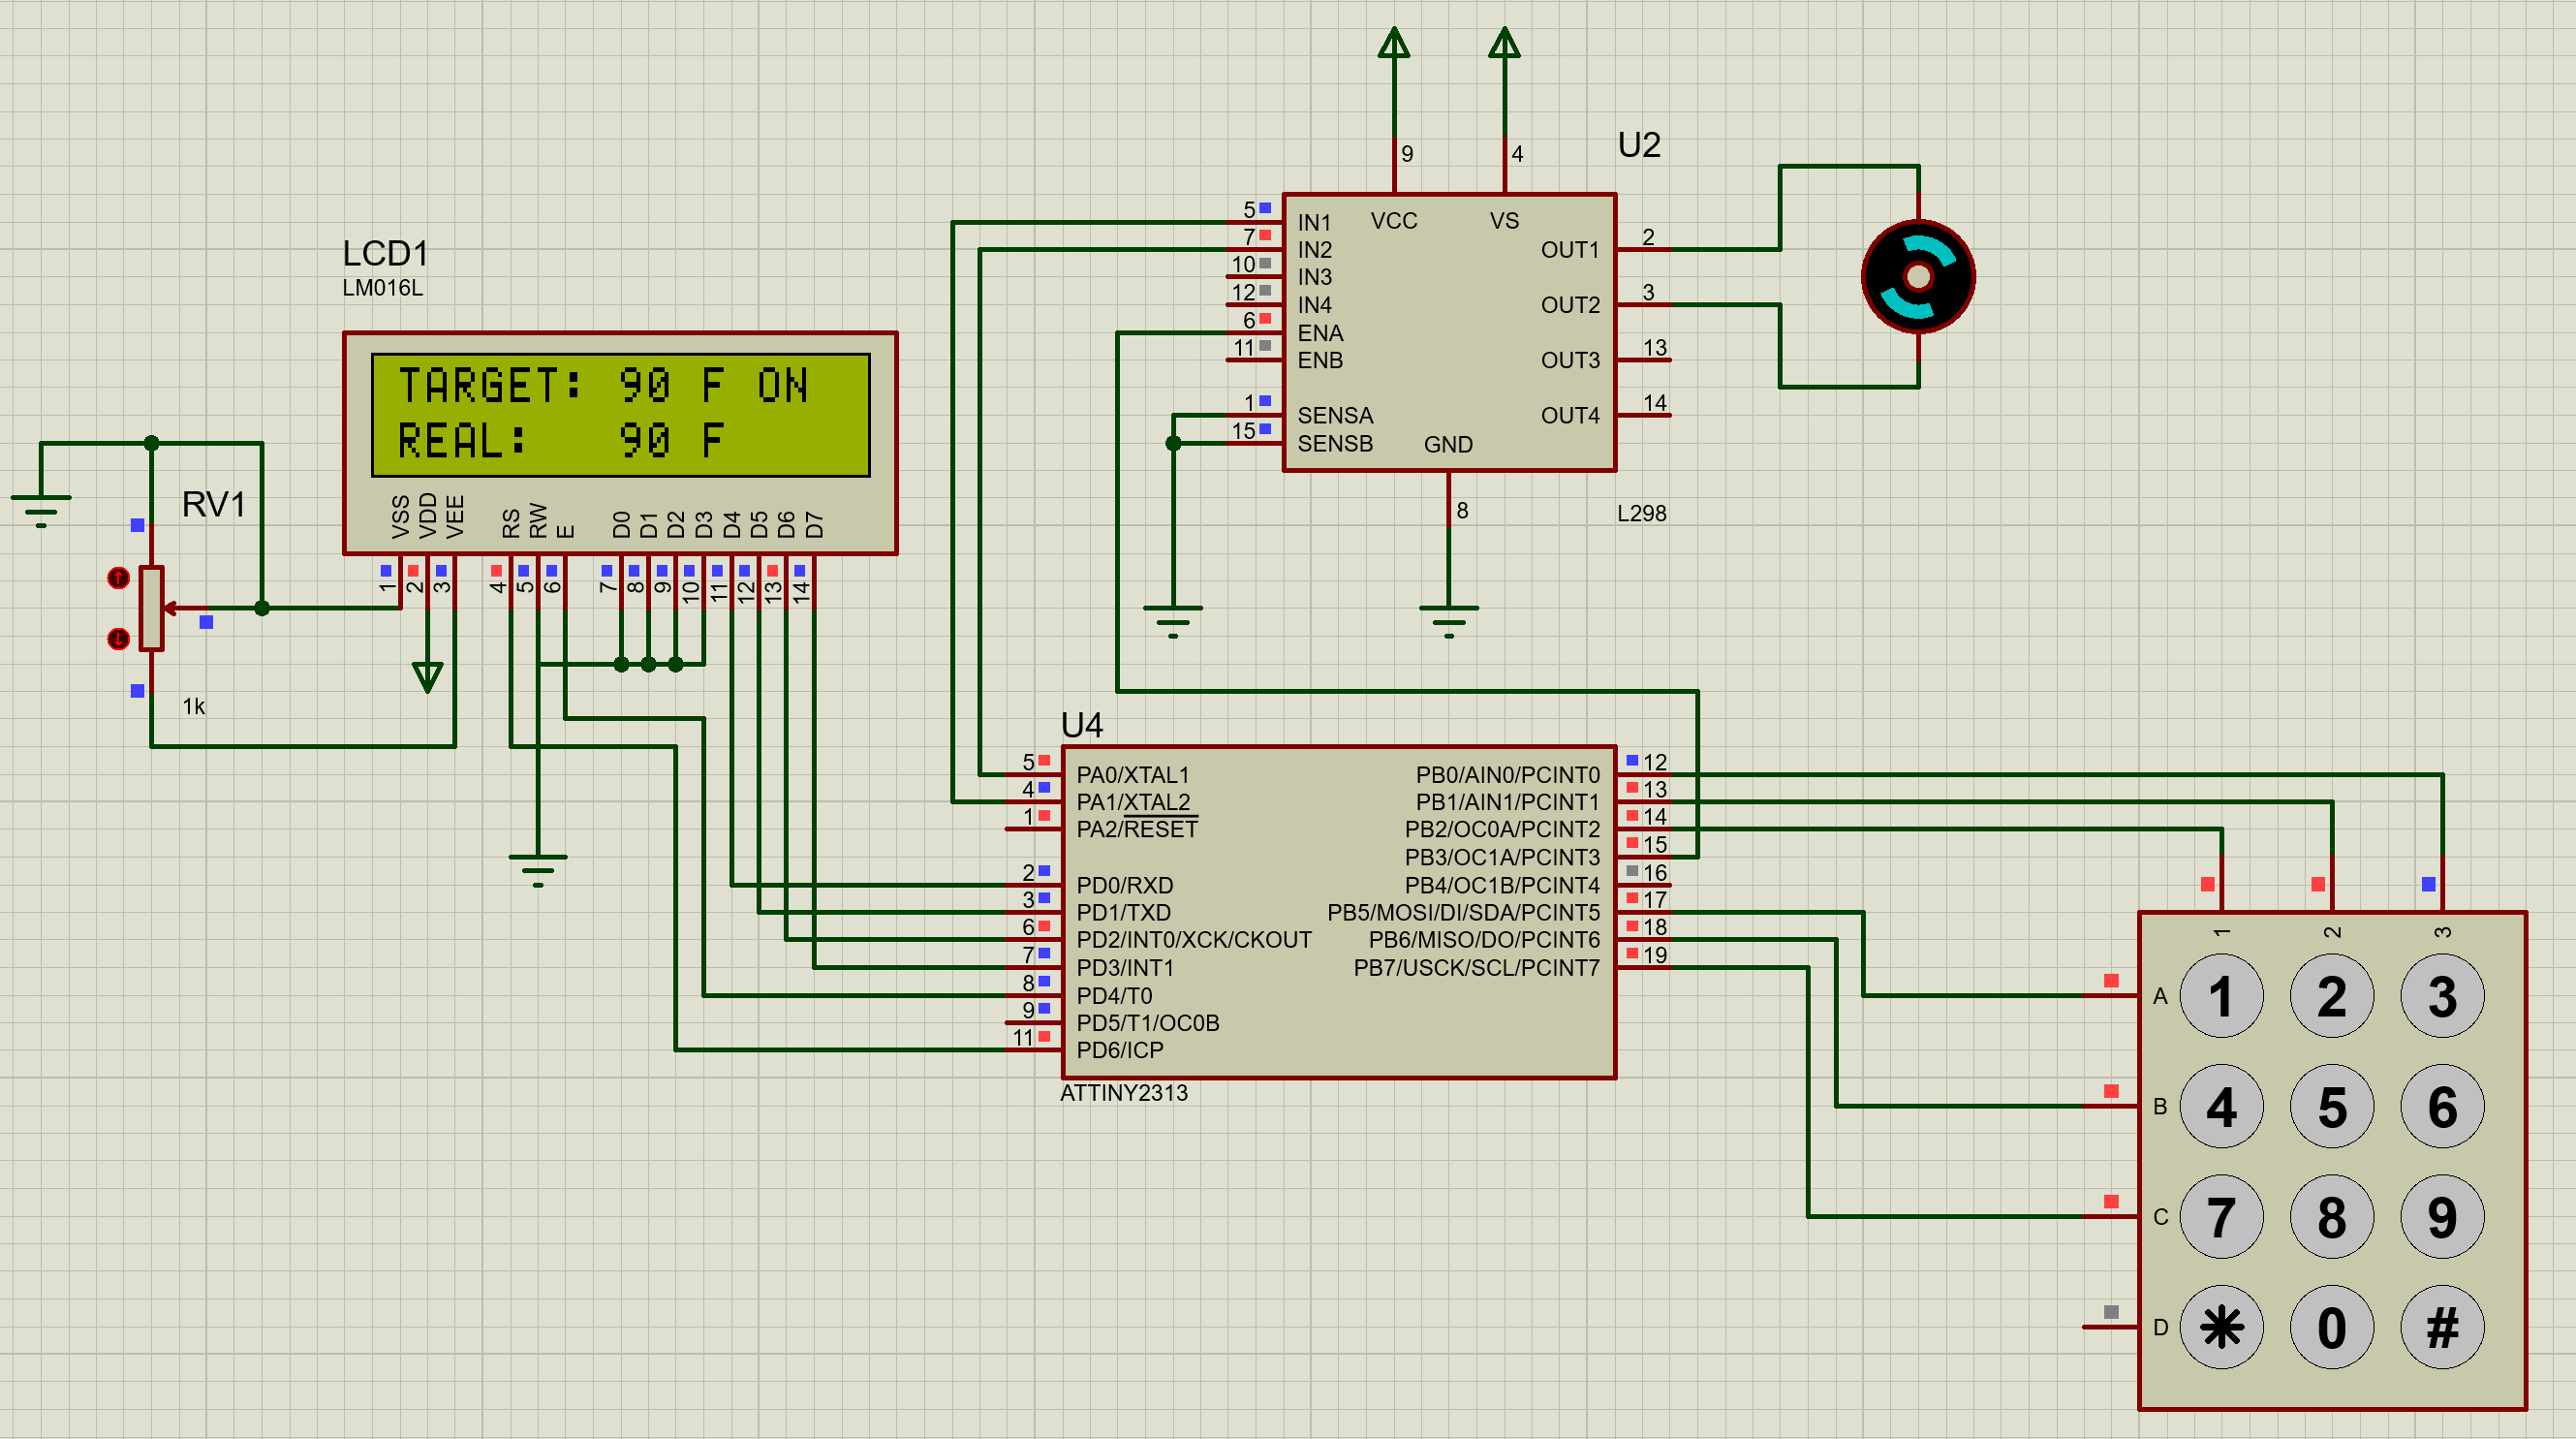 LCD1
LM016L
TARGET: 90 F ON
REAL: 90 F
VSS VDD VEE RS RW E D0 D1 D2 D3 D4 D5 D6 D7
1 2 3 4 5 6 7 8 9 10 11 12 13 14
RV1
1k
U2
9 4
VCC VS
5 IN1
7 IN2
10 IN3
12 IN4
6 ENA
11 ENB
1 SENSA
15 SENSB
GND
8
OUT1 2
OUT2 3
OUT3 13
OUT4 14
L298
U4
5 PA0/XTAL1
4 PA1/XTAL2
1 PA2/RESET
2 PD0/RXD
3 PD1/TXD
6 PD2/INT0/XCK/CKOUT
7 PD3/INT1
8 PD4/T0
9 PD5/T1/OC0B
11 PD6/ICP
PB0/AIN0/PCINT0 12
PB1/AIN1/PCINT1 13
PB2/OC0A/PCINT2 14
PB3/OC1A/PCINT3 15
PB4/OC1B/PCINT4 16
PB5/MOSI/DI/SDA/PCINT5 17
PB6/MISO/DO/PCINT6 18
PB7/USCK/SCL/PCINT7 19
ATTINY2313
1 2 3
A 1 2 3
B 4 5 6
C 7 8 9
D * 0 #